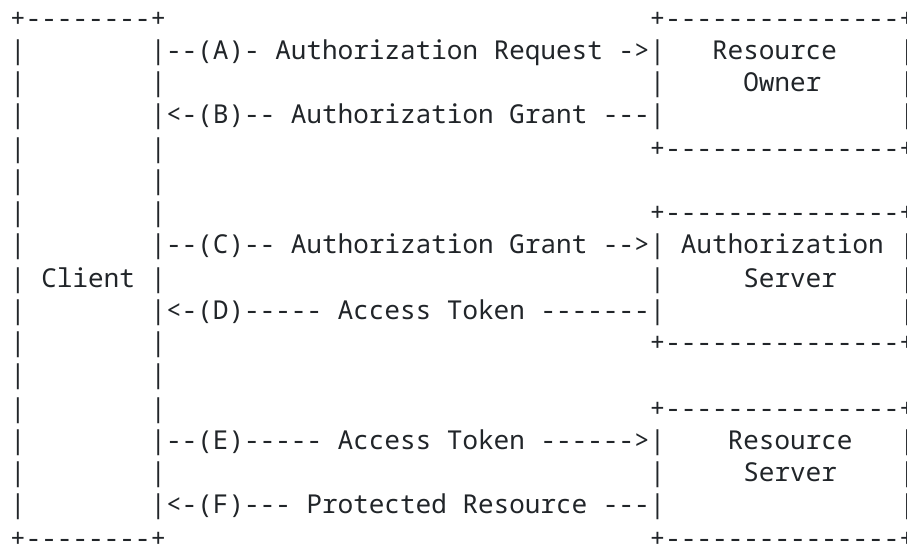 +--------+                               +---------------+
|        |--(A)- Authorization Request ->|   Resource    |
|        |                               |     Owner     |
|        |<-(B)-- Authorization Grant ---|               |
|        |                               +---------------+
|        |
|        |                               +---------------+
|        |--(C)-- Authorization Grant -->| Authorization |
| Client |                               |     Server    |
|        |<-(D)----- Access Token -------|               |
|        |                               +---------------+
|        |
|        |                               +---------------+
|        |--(E)----- Access Token ------>|    Resource   |
|        |                               |     Server    |
|        |<-(F)--- Protected Resource ---|               |
+--------+                               +---------------+